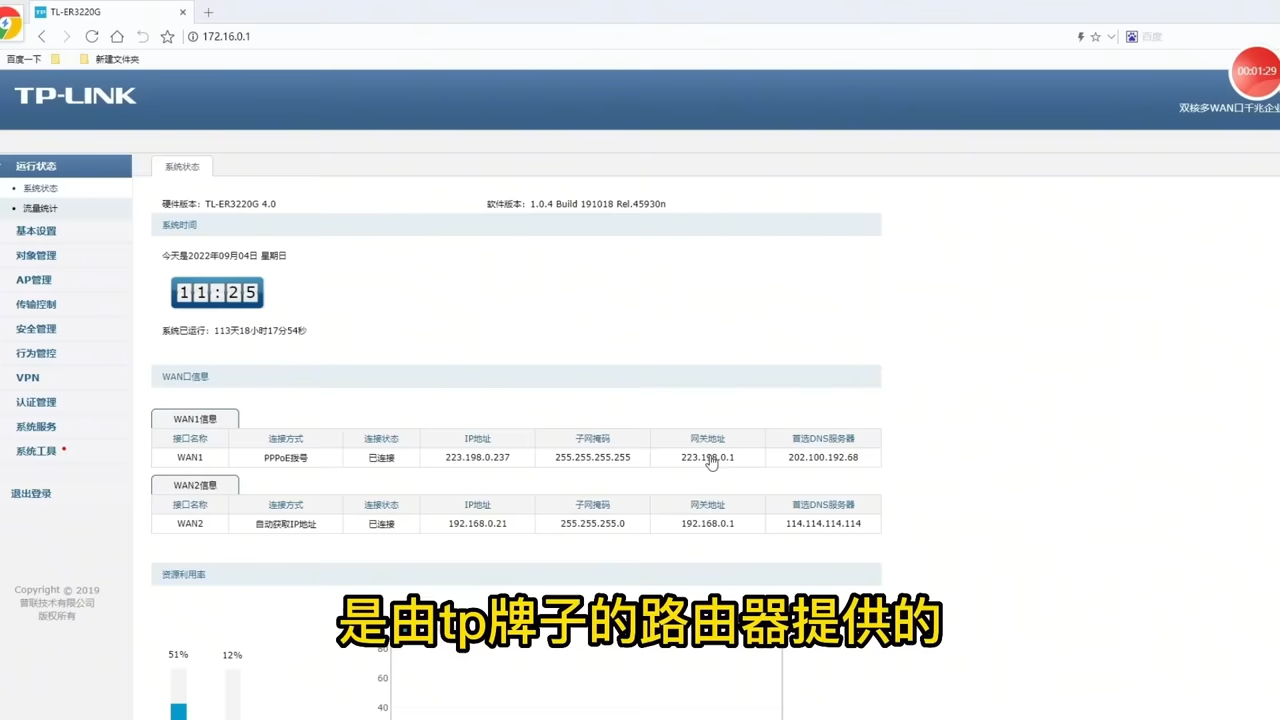 TL-ER3220G
172.16.0.1
百度
百度一下
新建文件夹
00:01:29
TP-LINK
双核多WAN口千兆企业
运行状态
系统状态
流量统计
基本设置
对象管理
AP管理
传输控制
安全管理
行为管控
VPN
认证管理
系统服务
系统工具
退出登录
Copyright © 2019
普联技术有限公司
版权所有
系统状态
硬件版本：TL-ER3220G 4.0 软件版本：1.0.4 Build 191018 Rel.45930n
系统时间
今天是2022年09月04日 星期日
11:25
系统已运行：113天18小时17分54秒
WAN口信息
WAN1信息
接口名称 连接方式 连接状态 IP地址 子网掩码 网关地址 首选DNS服务器
WAN1 PPPoE拨号 已连接 223.198.0.237 255.255.255.255 223.198.0.1 202.100.192.68
WAN2信息
接口名称 连接方式 连接状态 IP地址 子网掩码 网关地址 首选DNS服务器
WAN2 自动获取IP地址 已连接 192.168.0.21 255.255.255.0 192.168.0.1 114.114.114.114
资源利用率
是由tp牌子的路由器提供的
51% 12%
80
60
40